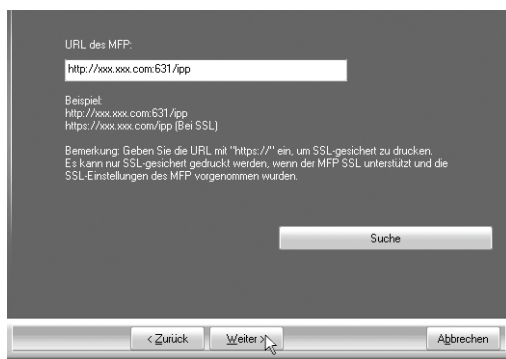 URL des MFP:
http://xxx.xxx.com:631/ipp
Beispiel:
http://xxx.xxx.com:631/ipp
https://xxx.xxx.com/ipp (Bei SSL)
Bemerkung: Geben Sie die URL mit "https://" ein, um SSL-gesichert zu drucken.
Es kann nur SSL-gesichert gedruckt werden, wenn der MFP SSL unterstützt und die
SSL-Einstellungen des MFP vorgenommen wurden.
Suche
< Zurück Weiter > Abbrechen